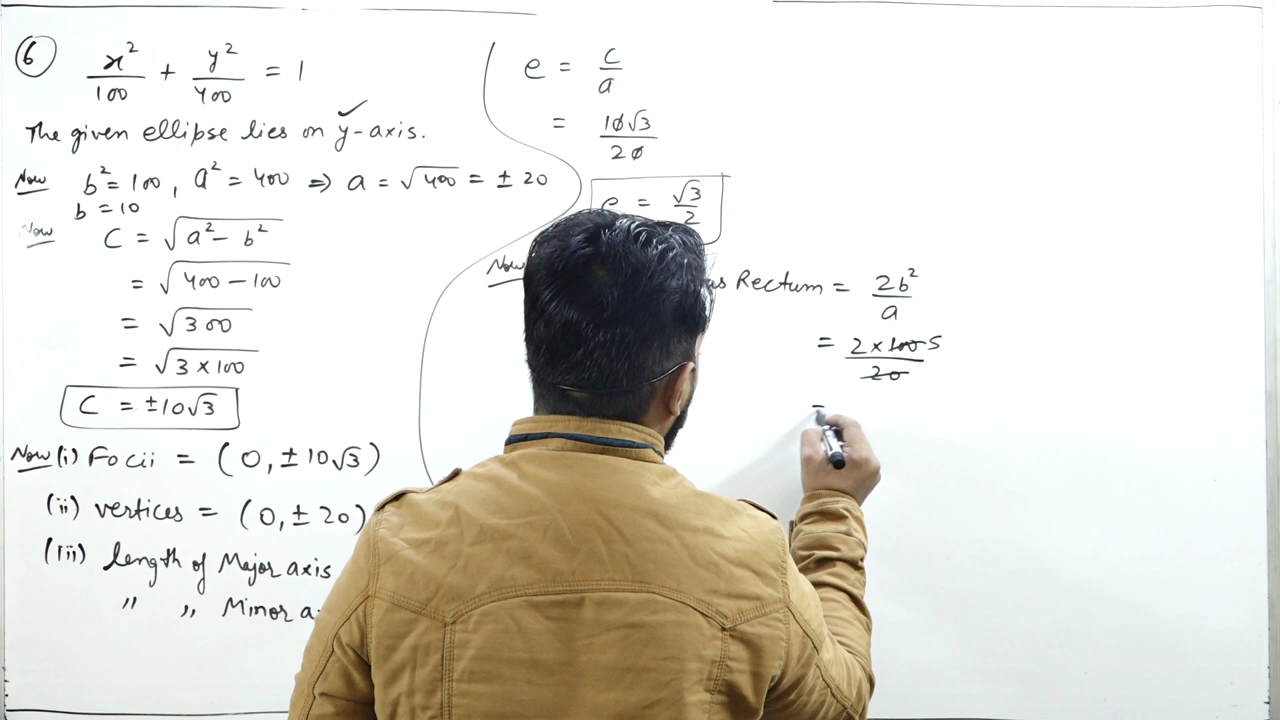 6 x²/100 + y²/400 = 1
The given ellipse lies on y-axis. ✓
Now b² = 100, a² = 400 ⇒ a = √400 = ± 20
b = 10
Now C = √a² - b²
= √400 - 100
= √300
= √3 × 100
C = ±10√3
Now (i) Focii = (0, ±10√3)
(ii) vertices = (0, ± 20)
(iii) length of Major axis
" " Minor
e = c/a
= 10√3/20
e = √3/2
Now Rectum = 2b²/a
= 2 × 100 5/20
=